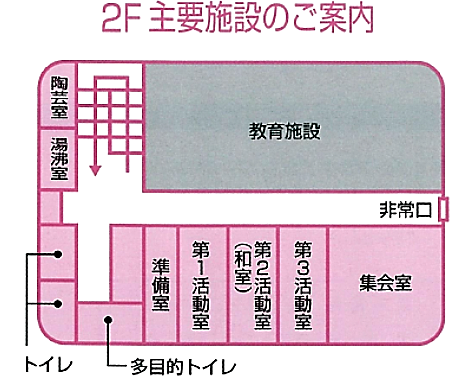 2F 主要施設のご案内
陶芸室
湯沸室
教育施設
非常口
準備室
第1活動室
第2活動室
(和室)
第3活動室
集会室
トイレ
多目的トイレ